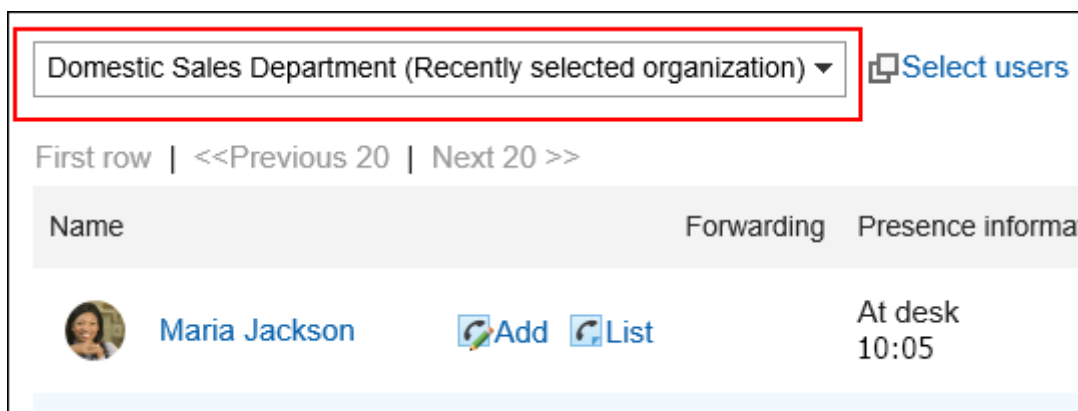 Domestic Sales Department (Recently selected organization)
Select users
First row | <<Previous 20 | Next 20 >>
Name Forwarding Presence informa
Maria Jackson Add List At desk
10:05